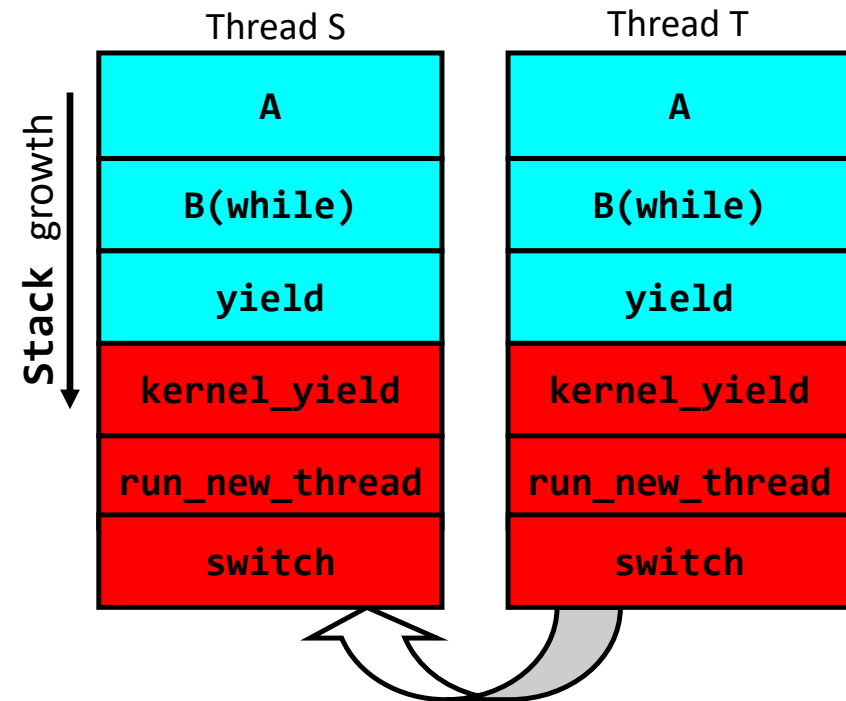 Thread S
Thread T
Stack growth
A
B(while)
yield
kernel_yield
run_new_thread
switch
A
B(while)
yield
kernel_yield
run_new_thread
switch